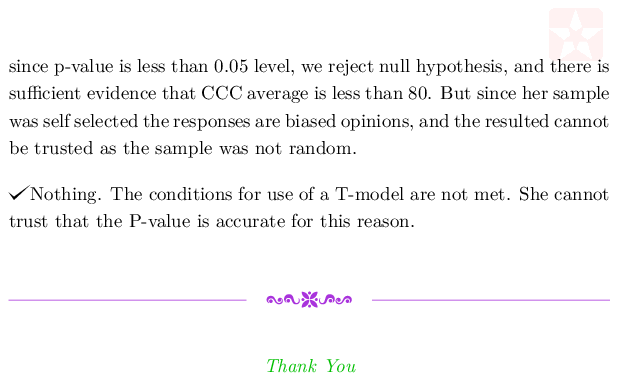 since p-value is less than 0.05 level, we reject null hypothesis, and there is
sufficient evidence that CCC average is less than 80. But since her sample
was self selected the responses are biased opinions, and the resulted cannot
be trusted as the sample was not random.
✓Nothing. The conditions for use of a T-model are not met. She cannot
trust that the P-value is accurate for this reason.
Thank You